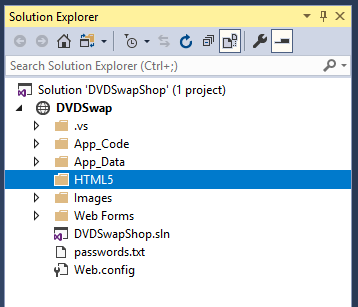 Solution Explorer
Search Solution Explorer (Ctrl+;)
Solution 'DVDSwapShop' (1 project)
DVDSwap
.vs
App_Code
App_Data
HTML5
Images
Web Forms
DVDSwapShop.sln
passwords.txt
Web.config